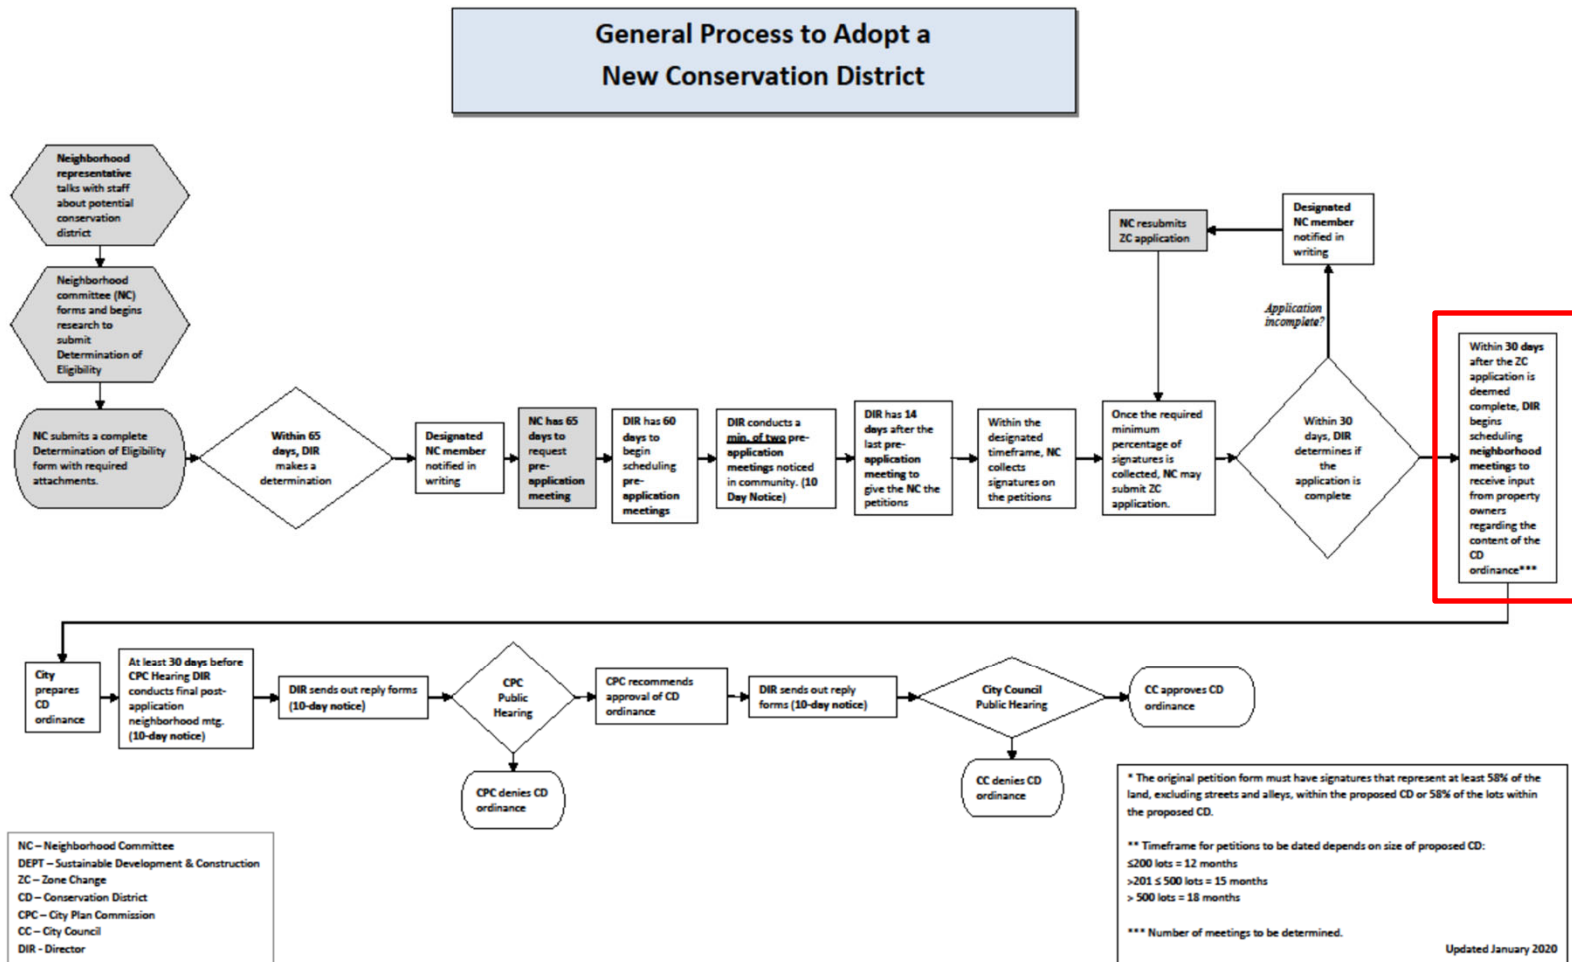 General Process to Adopt a
New Conservation District
Neighborhood
representative
talks with staff
about potential
conservation
district
Neighborhood
committee (NC)
forms and begins
research to
submit
Determination of
Eligibility
NC submits a complete
Determination of Eligibility
form with required
attachments.
Within 65
days, DIR
makes a
determination
Designated
NC member
notified in
writing
NC has 65
days to
request
pre-
application
meeting
DIR has 60
days to
begin
scheduling
pre-
application
meetings
DIR conducts a
min. of two pre-
application
meetings noticed
in community. (10
Day Notice)
DIR has 14
days after the
last pre-
application
meeting to
give the NC the
petitions
Within the
designated
timeframe, NC
collects
signatures on
the petitions
Once the required
minimum
percentage of
signatures is
collected, NC may
submit ZC
application.
Within 30
days, DIR
determines if
the
application is
complete
Application
incomplete?
Designated
NC member
notified in
writing
NC resubmits
ZC application
Within 30 days
after the ZC
application is
deemed
complete, DIR
begins
scheduling
neighborhood
meetings to
receive input
from property
owners
regarding the
content of the
CD
ordinance***
City
prepares
CD
ordinance
At least 30 days before
CPC Hearing DIR
conducts final post-
application
neighborhood mtg.
(10-day notice)
DIR sends out reply forms
(10-day notice)
CPC
Public
Hearing
CPC denies CD
ordinance
CPC recommends
approval of CD
ordinance
DIR sends out reply
forms (10-day notice)
City Council
Public Hearing
CC denies CD
ordinance
CC approves CD
ordinance
NC – Neighborhood Committee
DEPT – Sustainable Development & Construction
ZC – Zone Change
CD – Conservation District
CPC – City Plan Commission
CC – City Council
DIR - Director
* The original petition form must have signatures that represent at least 58% of the
land, excluding streets and alleys, within the proposed CD or 58% of the lots within
the proposed CD.
** Timeframe for petitions to be dated depends on size of proposed CD:
≤200 lots = 12 months
>201 ≤ 500 lots = 15 months
> 500 lots = 18 months
*** Number of meetings to be determined.
Updated January 2020